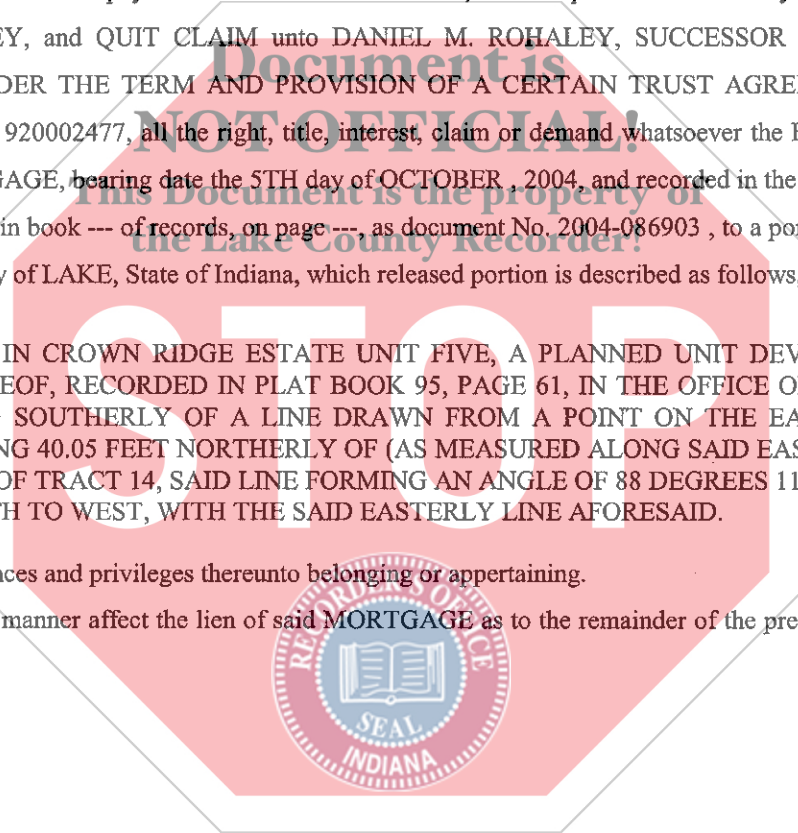 EY, and QUIT CLAIM unto DANIEL M. ROHALEY, SUCCESSOR
Document is
DER THE TERM AND PROVISION OF A CERTAIN TRUST AGREE
NOT OFFICIAL!
920002477, all the right, title, interest, claim or demand whatsoever the
GAGE, bearing date the 5TH day of OCTOBER , 2004, and recorded in the
This Document is the property of
in book --- of records, on page ---, as document No. 2004-086903 , to a por
the Lake County Recorder!
y of LAKE, State of Indiana, which released portion is described as follows,
STOP
IN CROWN RIDGE ESTATE UNIT FIVE, A PLANNED UNIT DEV
EOF, RECORDED IN PLAT BOOK 95, PAGE 61, IN THE OFFICE O
SOUTHERLY OF A LINE DRAWN FROM A POINT ON THE EA
NG 40.05 FEET NORTHERLY OF (AS MEASURED ALONG SAID EAS
OF TRACT 14, SAID LINE FORMING AN ANGLE OF 88 DEGREES 11
TH TO WEST, WITH THE SAID EASTERLY LINE AFORESAID.
nces and privileges thereunto belonging or appertaining.
manner affect the lien of said MORTGAGE as to the remainder of the pre
RECORDER'S OFFICE
SEAL
INDIANA